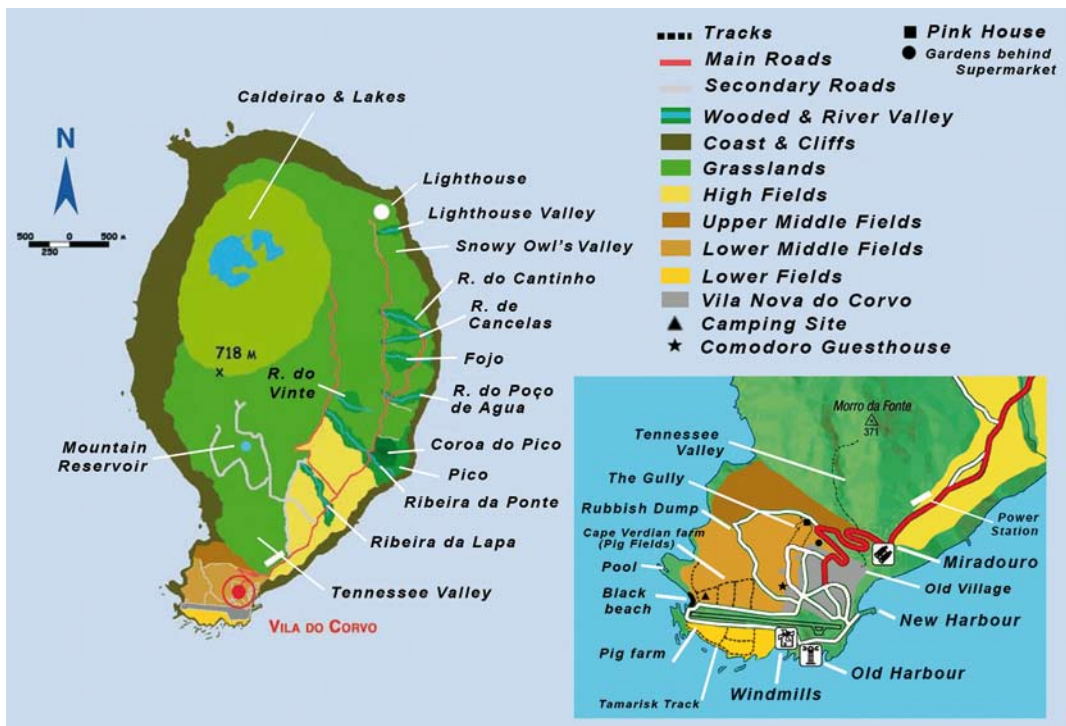 Tracks
Main Roads
Secondary Roads
Wooded & River Valley
Coast & Cliffs
Grasslands
High Fields
Upper Middle Fields
Lower Middle Fields
Lower Fields
Vila Nova do Corvo
Camping Site
Comodoro Guesthouse
Pink House
Gardens behind
Supermarket
N
500
250
0
500 M
Caldeirao & Lakes
Lighthouse
Lighthouse Valley
Snowy Owl's Valley
R. do Cantinho
R. de
Cancelas
Fojo
718 M
x
R. do
Vinte
R. do Poço
de Agua
Mountain
Reservoir
Coroa do Pico
Pico
Ribeira da Ponte
Ribeira da Lapa
Tennessee Valley
VILA DO CORVO
Morro da Fonte
371
Tennessee
Valley
The Gully
Rubbish Dump
Cape Verdian farm
(Pig Fields)
Pool
Black
beach
Pig farm
Tamarisk Track
Windmills
Old Harbour
New Harbour
Old Village
Miradouro
Power
Station